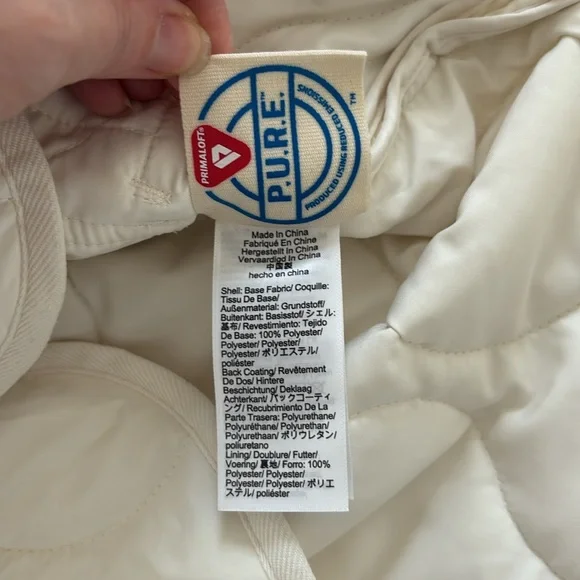 PRIMALOFT®
P.U.R.E.™
PRODUCED USING REDUCED EMISSIONS
™
Made In China
Fabriqué En Chine
Hergestellt In China
Vervaardigd In China
中国製
hecho en china
Shell: Base Fabric/ Coquille:
Tissu De Base/
Außenmaterial: Grundstoff/
Buitenkant: Basisstof/ シェル:
基布/ Revestimiento: Tejido
De Base: 100% Polyester/
Polyester/ Polyester/
Polyester/ ポリエステル/
poliéster
Back Coating/ Revêtement
De Dos/ Hintere
Beschichtung/ Deklaag
Achterkant/ バックコーティ
ング/ Recubrimiento De La
Parte Trasera: Polyurethane/
Polyuréthane/ Polyurethan/
Polyurethaan/ ポリウレタン/
poliuretano
Lining/ Doublure/ Futter/
Voering/ 裏地/ Forro: 100%
Polyester/ Polyester/
Polyester/ Polyester/ ポリエ
ステル/ poliéster